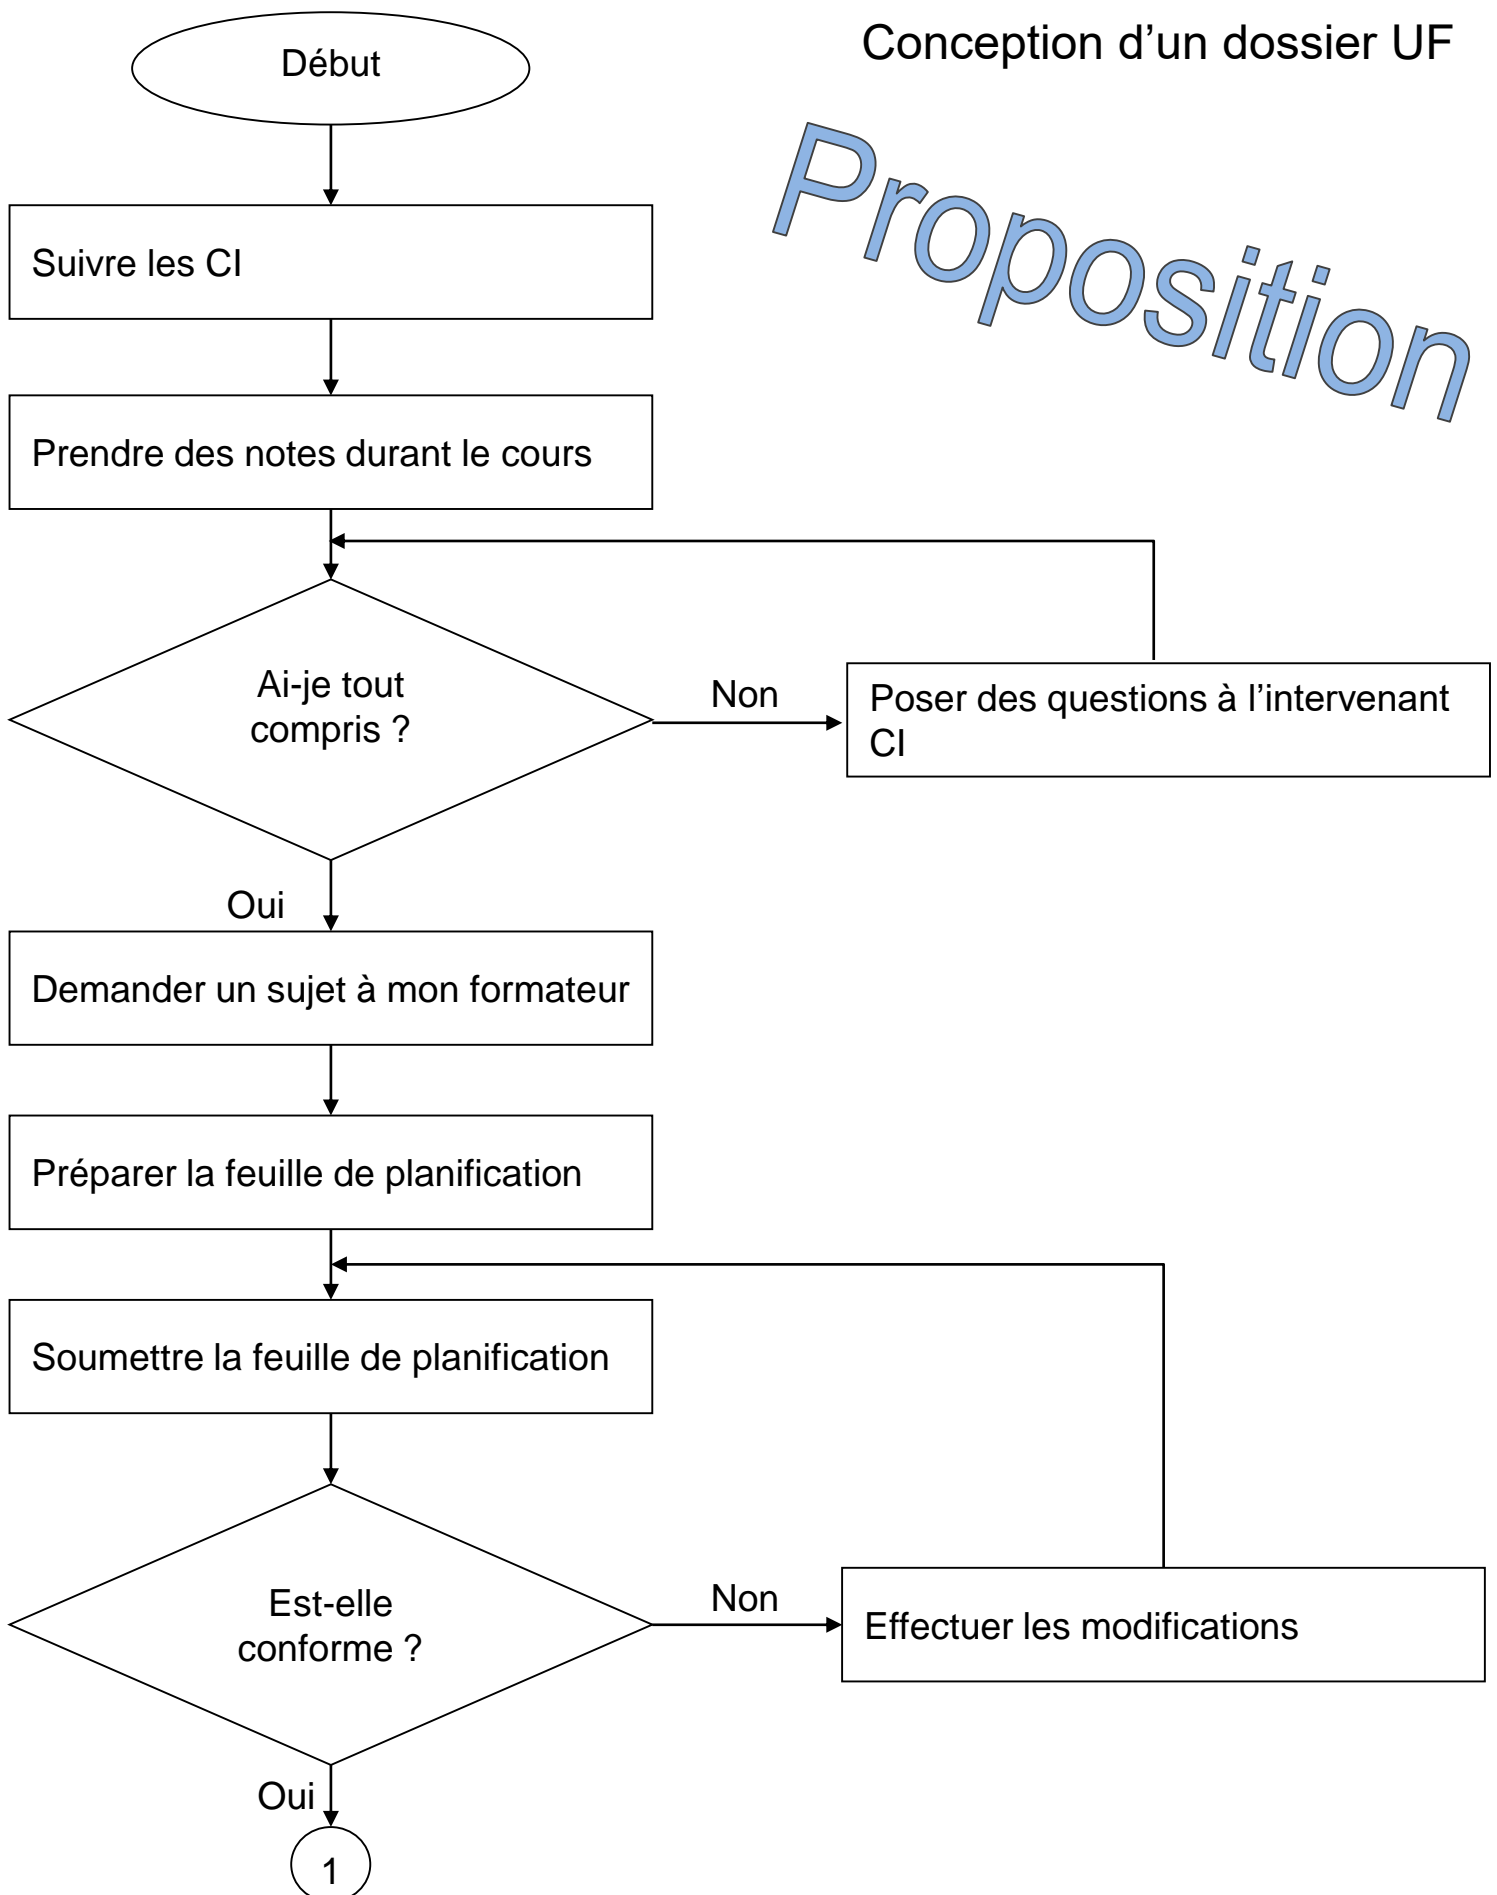 Début
Conception d’un dossier UF
Proposition
Suivre les CI
Prendre des notes durant le cours
Ai-je tout
compris ?
Non
Poser des questions à l’intervenant
CI
Oui
Demander un sujet à mon formateur
Préparer la feuille de planification
Soumettre la feuille de planification
Est-elle
conforme ?
Non
Effectuer les modifications
Oui
1